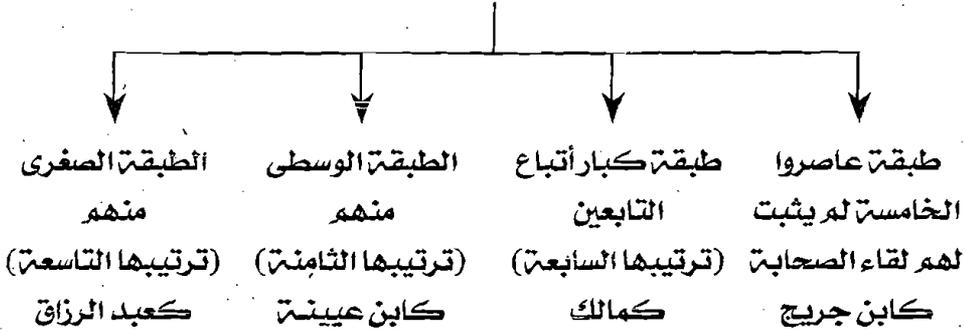 طبقة عاصروا
الخامسة لم يثبت
لهم لقاء الصحابة
كابن جريج
طبقة كبار أتباع
التابعين
(ترتيبها السابعة)
كمالك
الطبقة الوسطى
منهم
(ترتيبها الثامنة)
كابن عيينة
الطبقة الصغرى
منهم
(ترتيبها التاسعة)
كعبد الرزاق